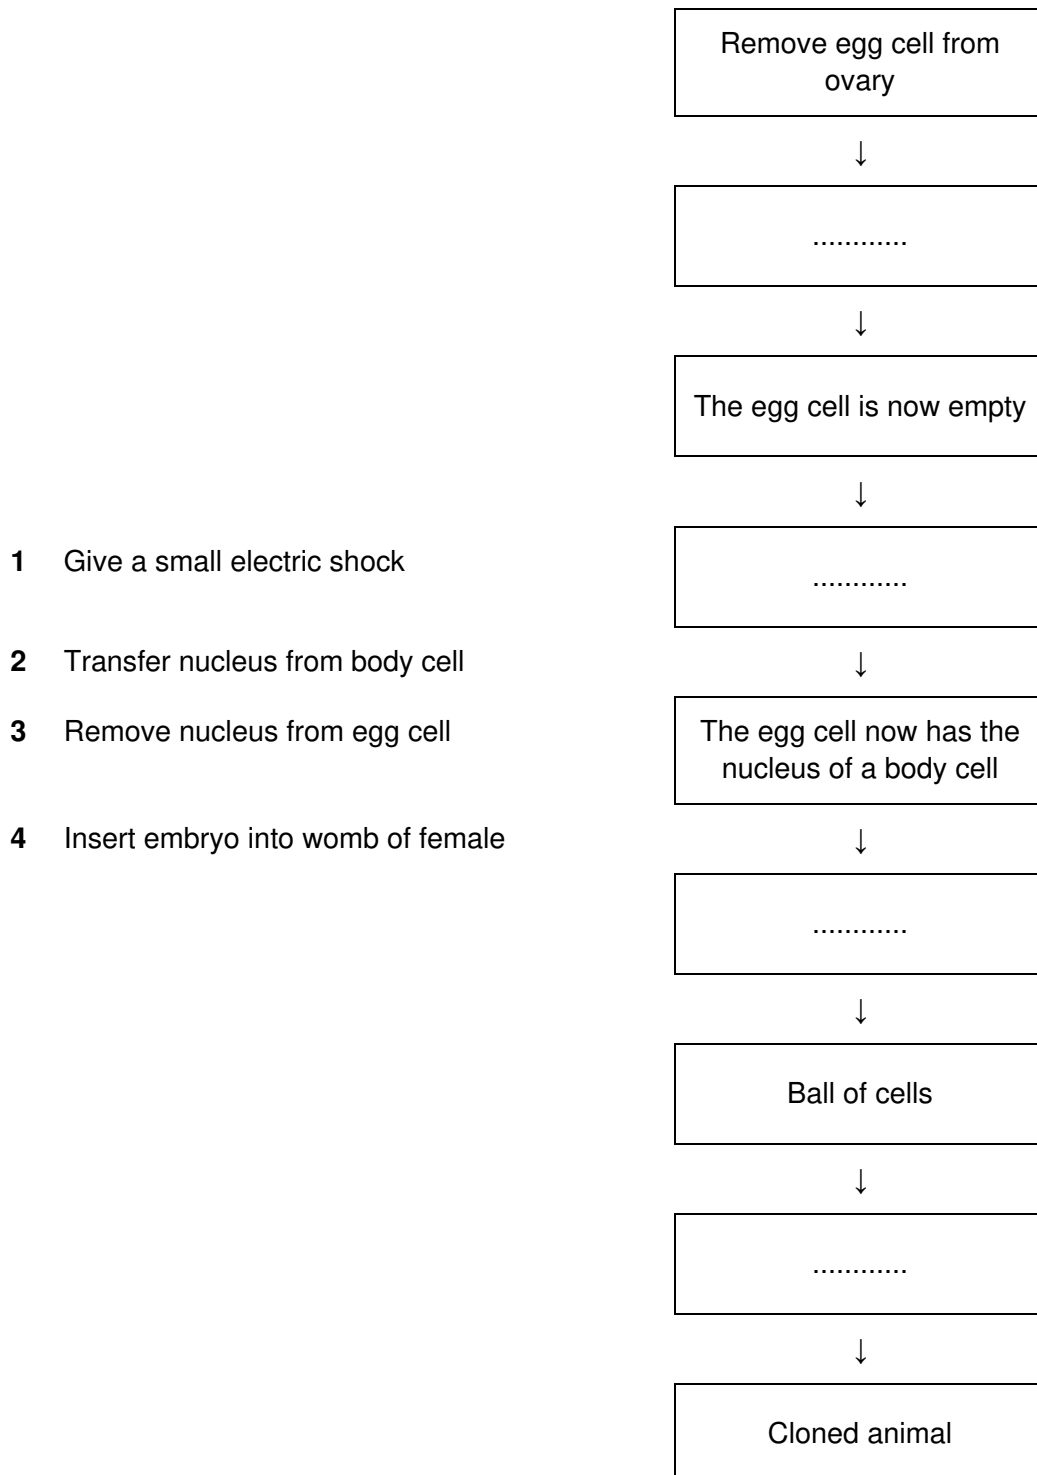 Remove egg cell from
ovary
↓
............
↓
The egg cell is now empty
↓
1 Give a small electric shock
............
2 Transfer nucleus from body cell
↓
3 Remove nucleus from egg cell
The egg cell now has the
nucleus of a body cell
4 Insert embryo into womb of female
↓
............
↓
Ball of cells
↓
............
↓
Cloned animal